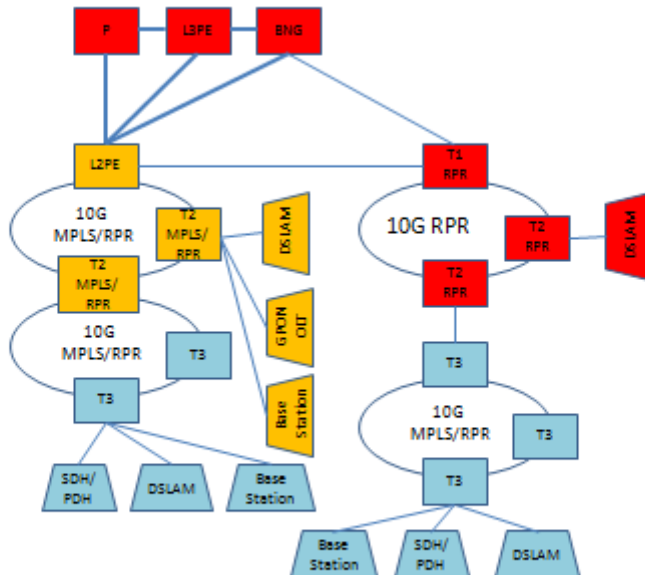 P
L3PE
BNG
L2PE
T1
RPR
10G
MPLS/RPR
T2
MPLS/
RPR
DSLAM
10G RPR
T2
RPR
DSLAM
T2
MPLS/
RPR
GPON
OLT
T2
RPR
10G
MPLS/RPR
T3
T3
T3
Base
Station
10G
MPLS/RPR
T3
SDH/
PDH
DSLAM
Base
Station
T3
Base
Station
SDH/
PDH
DSLAM